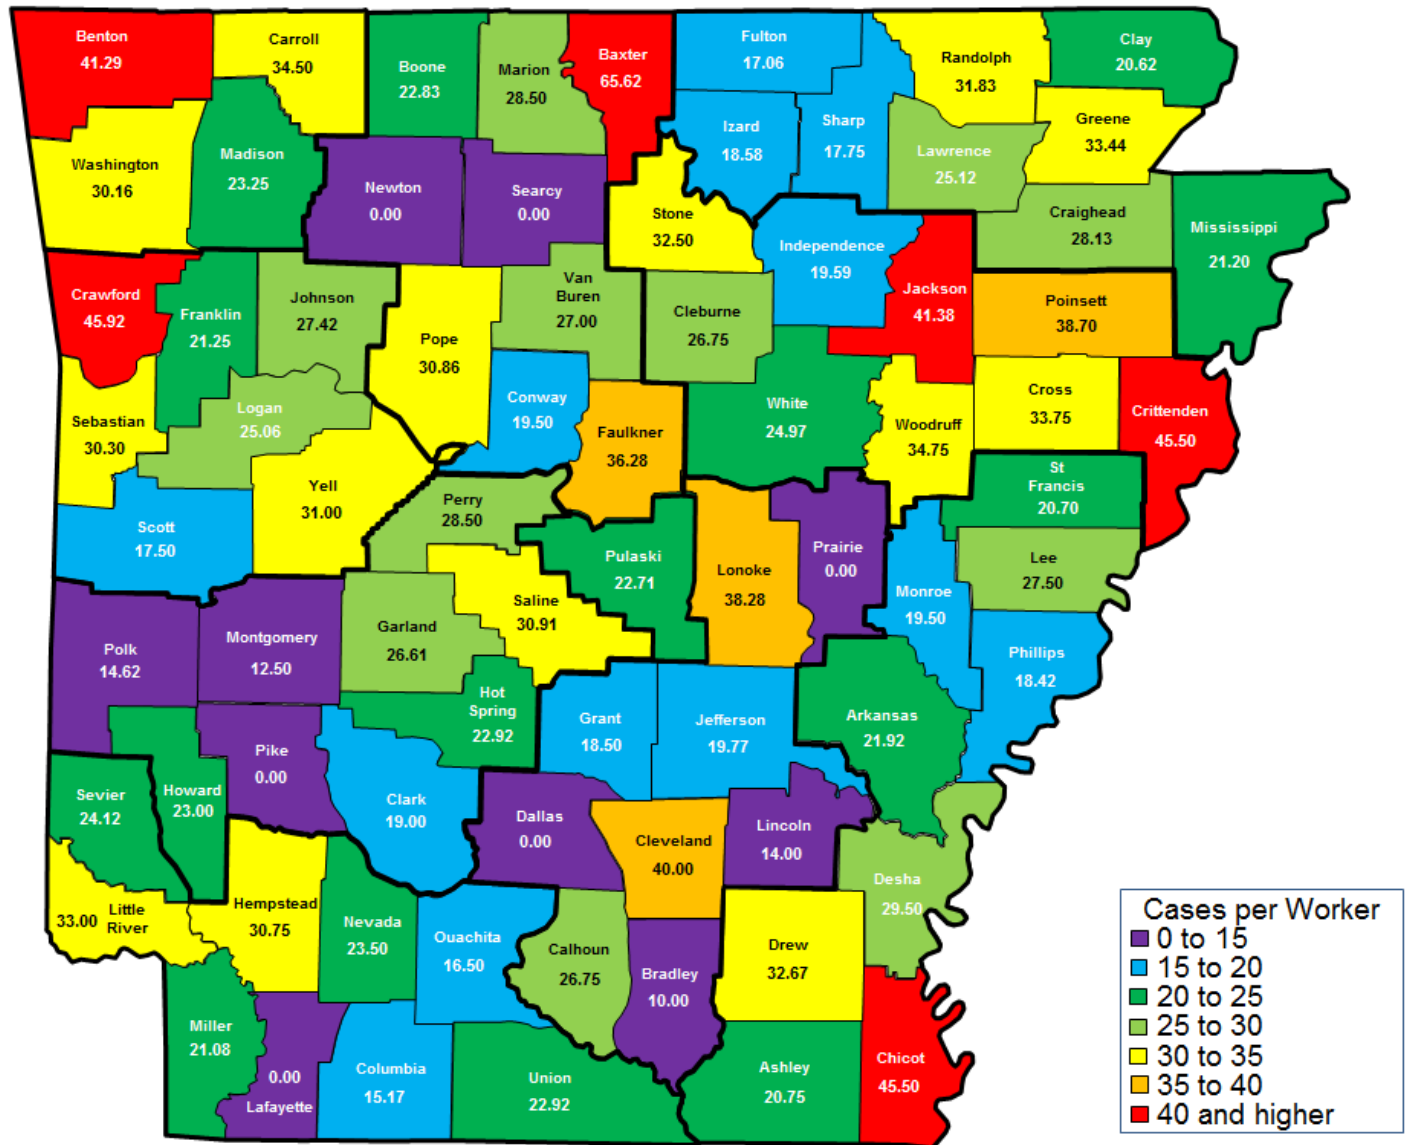 Benton
41.29
Carroll
34.50
Boone
22.83
Marion
28.50
Baxter
65.62
Fulton
17.06
Randolph
31.83
Clay
20.62
Washington
30.16
Madison
23.25
Newton
0.00
Searcy
0.00
Stone
32.50
Izard
18.58
Sharp
17.75
Lawrence
25.12
Greene
33.44
Craighead
28.13
Mississippi
21.20
Crawford
45.92
Franklin
21.25
Johnson
27.42
Pope
30.86
Van
Buren
27.00
Cleburne
26.75
Independence
19.59
Jackson
41.38
Poinsett
38.70
Sebastian
30.30
Logan
25.06
Conway
19.50
Faulkner
36.28
White
24.97
Woodruff
34.75
Cross
33.75
Crittenden
45.50
Scott
17.50
Yell
31.00
Perry
28.50
Pulaski
22.71
Lonoke
38.28
Prairie
0.00
St
Francis
20.70
Lee
27.50
Monroe
19.50
Phillips
18.42
Polk
14.62
Montgomery
12.50
Garland
26.61
Saline
30.91
Hot
Spring
22.92
Grant
18.50
Jefferson
19.77
Arkansas
21.92
Sevier
24.12
Howard
23.00
Pike
0.00
Clark
19.00
Dallas
0.00
Cleveland
40.00
Lincoln
14.00
Desha
29.50
33.00 Little
River
Hempstead
30.75
Nevada
23.50
Ouachita
16.50
Calhoun
26.75
Bradley
10.00
Drew
32.67
Miller
21.08
0.00
Lafayette
Columbia
15.17
Union
22.92
Ashley
20.75
Chicot
45.50
Cases per Worker
0 to 15
15 to 20
20 to 25
25 to 30
30 to 35
35 to 40
40 and higher